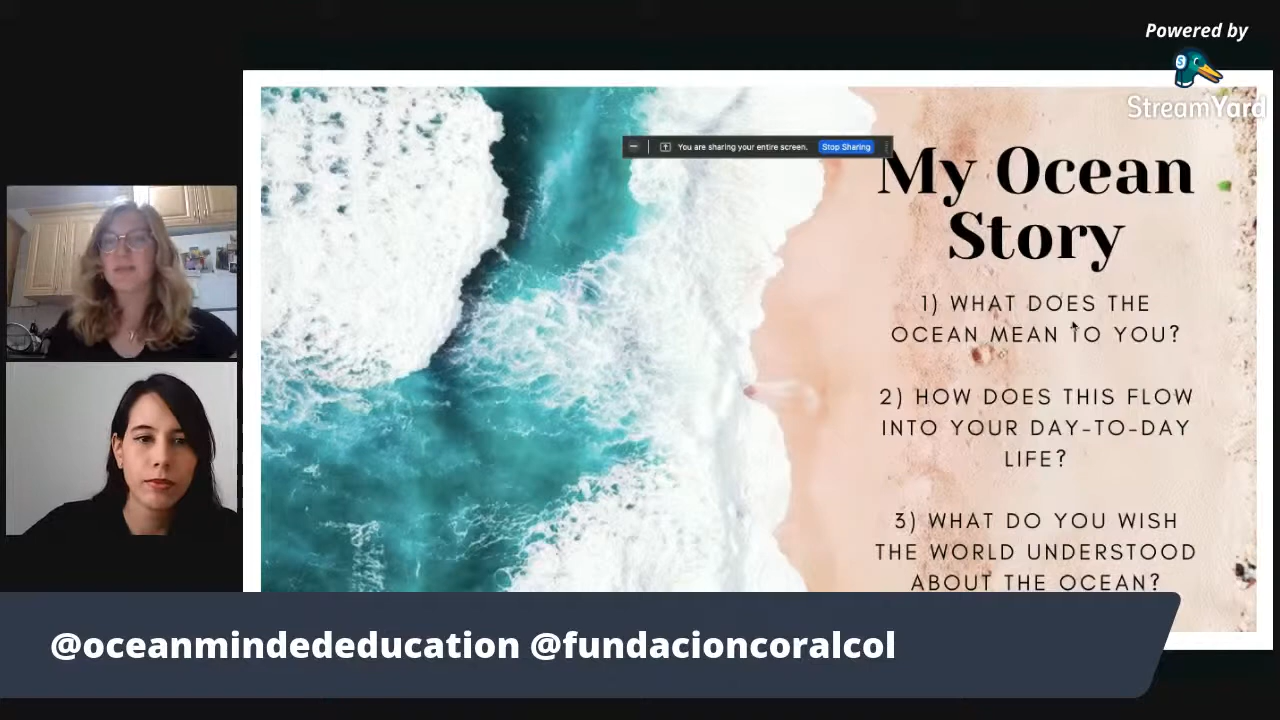 Powered by
StreamYard
You are sharing your entire screen. Stop Sharing
My Ocean
Story
1) WHAT DOES THE
OCEAN MEAN TO YOU?
2) HOW DOES THIS FLOW
INTO YOUR DAY-TO-DAY
LIFE?
3) WHAT DO YOU WISH
THE WORLD UNDERSTOOD
ABOUT THE OCEAN?
@oceanmindededucation @fundacioncoralcol